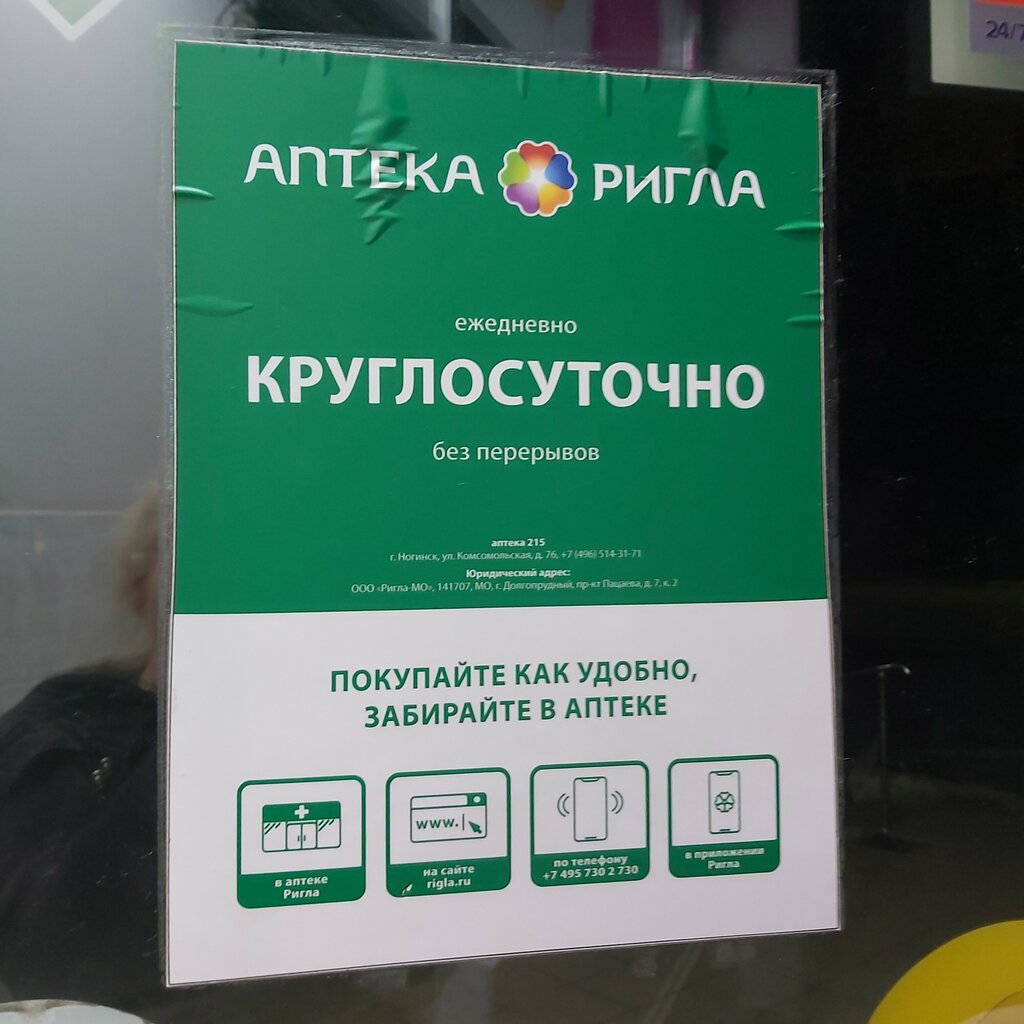 24/7
АПТЕКА РИГЛА
ежедневно
КРУГЛОСУТОЧНО
без перерывов
аптека 215
г. Ногинск, ул. Комсомольская, д. 76, +7 (496) 514-31-71
Юридический адрес:
ООО «Ригла-МО», 141707, МО, г. Долгопрудный, пр-кт Пацаева, д. 7, к. 2
ПОКУПАЙТЕ КАК УДОБНО,
ЗАБИРАЙТЕ В АПТЕКЕ
www.
в аптеке
Ригла
на сайте
rigla.ru
по телефону
+7 495 730 2 730
в приложении
Ригла